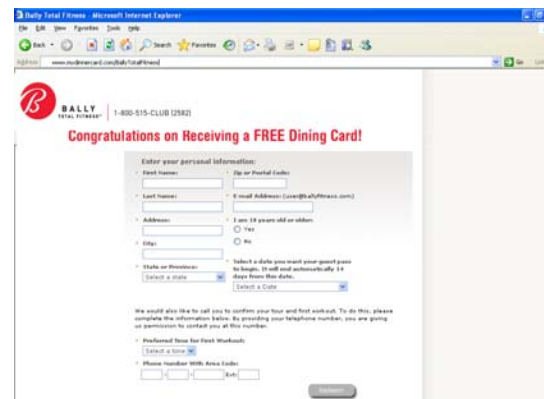 Bally Total Fitness - Microsoft Internet Explorer
File Edit View Favorites Tools Help
Back Search Favorites
Address www.mydinnercard.com/BallyTotalFitness
Go
BALLY
TOTAL FITNESS
1-800-515-CLUB (2582)
Congratulations on Receiving a FREE Dining Card!
Enter your personal information:
* First Name:
* Zip or Postal Code:
* Last Name:
* E-mail Address: (user@ballyfitness.com)
* Address:
* I am 18 years old or older:
Yes
* City:
No
* State or Province:
Select a state
* Select a date you want your guest pass
to begin. It will end automatically 14
days from this date.
Select a Date
We would also like to call you to confirm your tour and first workout. To do this, please
complete the information below. By providing your telephone number, you are giving
us permission to contact you at this number.
* Preferred Time for First
Workout:
Select a time
* Phone Number With Area Code:
- - Ext: